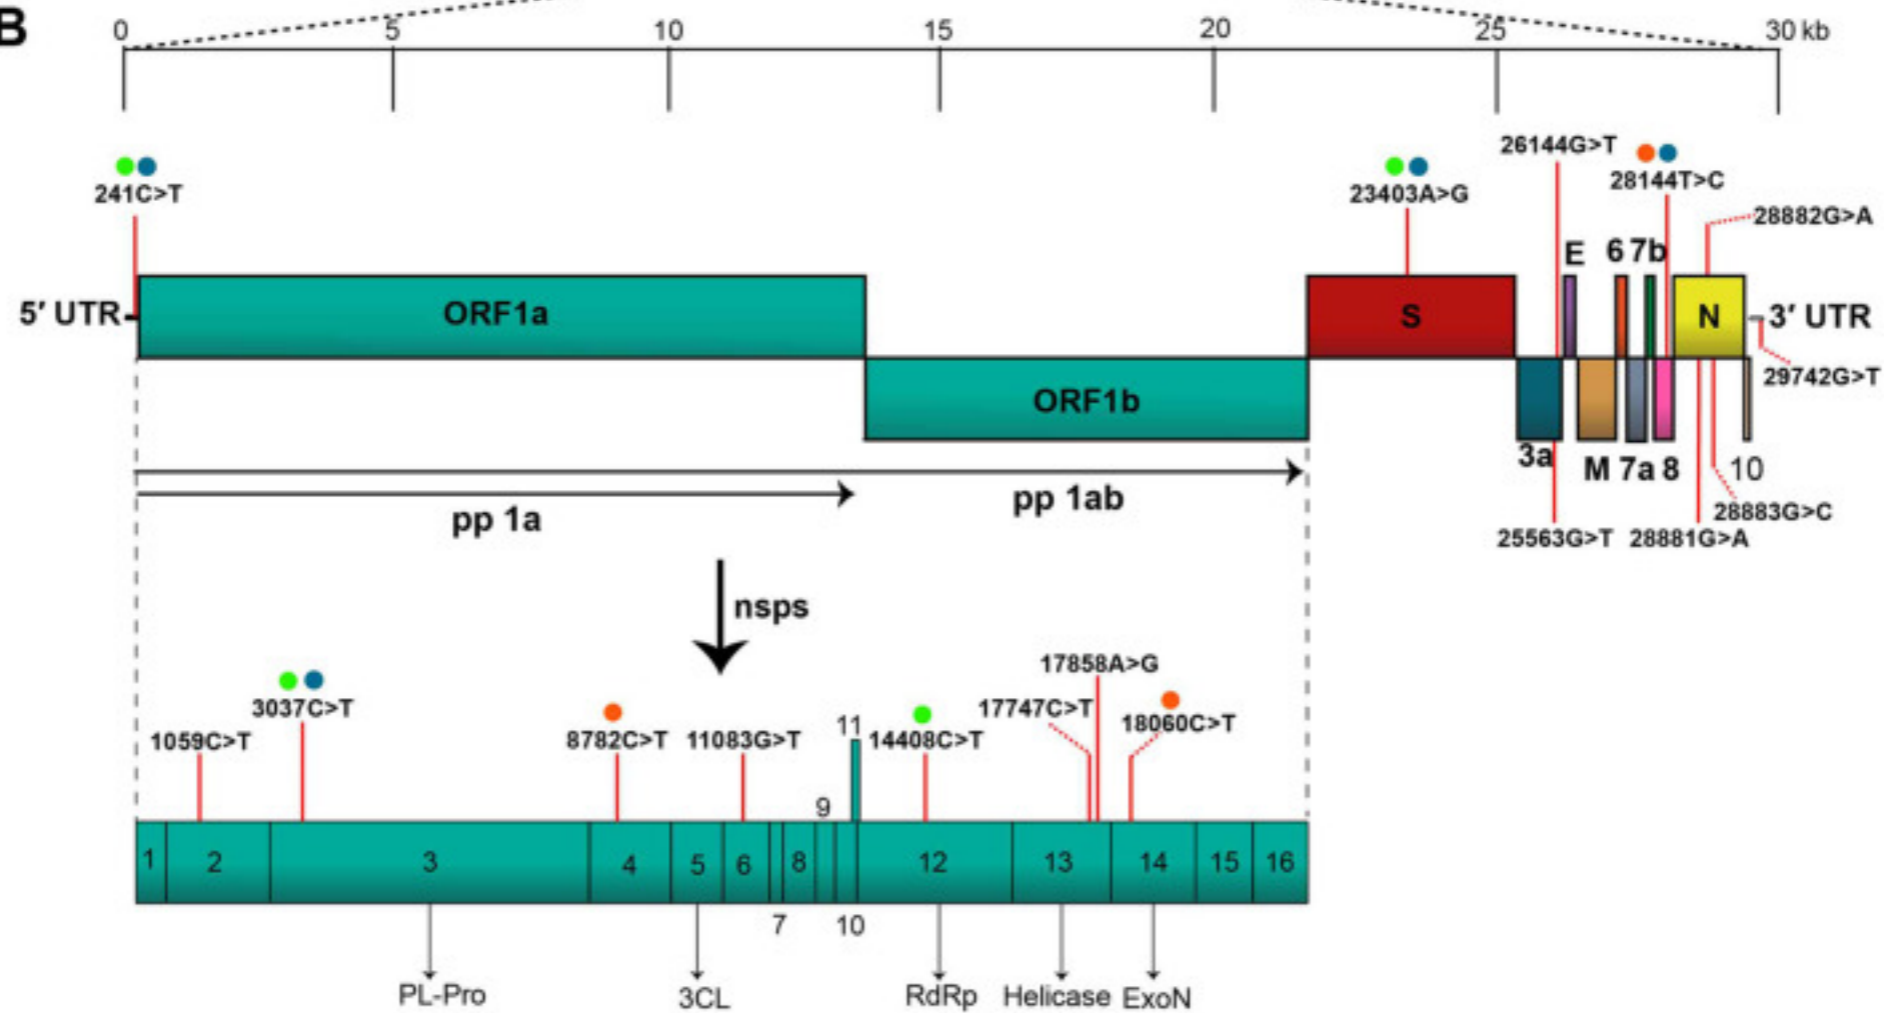 B
0 5 10 15 20 25 30 kb
26144G>T
241C>T 23403A>G 28144T>C
28882G>A
E 6 7b
5′ UTR ORF1a S N 3′ UTR
29742G>T
ORF1b
3a M 7a 8 10
pp 1a pp 1ab
28883G>C
25563G>T 28881G>A
nsps
17858A>G
3037C>T 17747C>T 18060C>T
1059C>T 8782C>T 11083G>T 11 14408C>T
9
1 2 3 4 5 6 8 12 13 14 15 16
7 10
PL-Pro 3CL RdRp Helicase ExoN